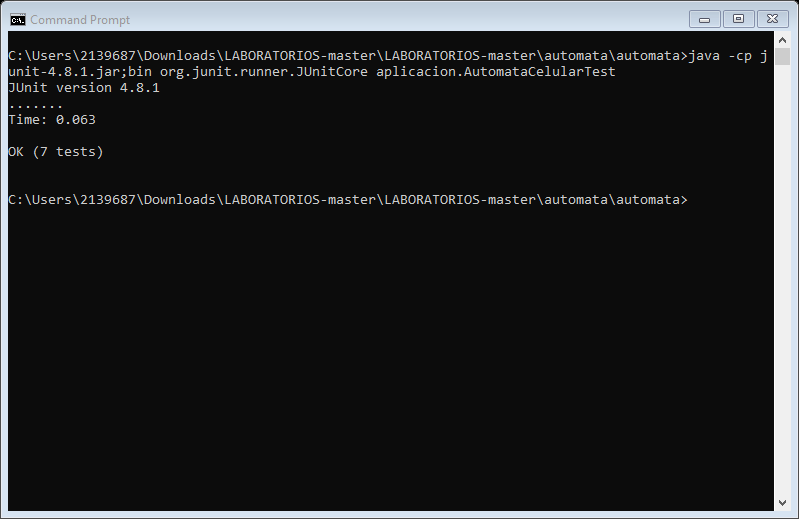 Command Prompt
C:\Users\2139687\Downloads\LABORATORIOS-master\LABORATORIOS-master\automata\automata>java -cp j
unit-4.8.1.jar;bin org.junit.runner.JUnitCore aplicacion.AutomataCelularTest
JUnit version 4.8.1
.......
Time: 0.063
OK (7 tests)
C:\Users\2139687\Downloads\LABORATORIOS-master\LABORATORIOS-master\automata\automata>